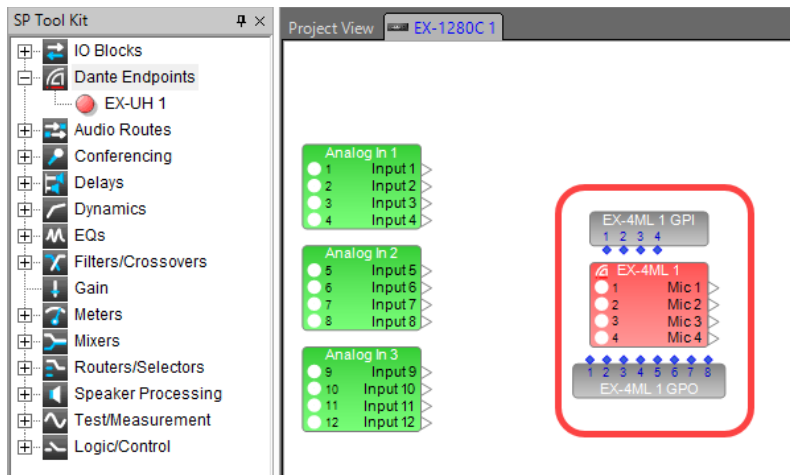 SP Tool Kit
IO Blocks
Dante Endpoints
EX-UH 1
Audio Routes
Conferencing
Delays
Dynamics
EQs
Filters/Crossovers
Gain
Meters
Mixers
Routers/Selectors
Speaker Processing
Test/Measurement
Logic/Control
Project View EX-1280C 1
Analog In 1
1 Input 1
2 Input 2
3 Input 3
4 Input 4
Analog In 2
5 Input 5
6 Input 6
7 Input 7
8 Input 8
Analog In 3
9 Input 9
10 Input 10
11 Input 11
12 Input 12
EX-4ML 1 GPI
1 2 3 4
EX-4ML 1
1 Mic 1
2 Mic 2
3 Mic 3
4 Mic 4
1 2 3 4 5 6 7 8
EX-4ML 1 GPO